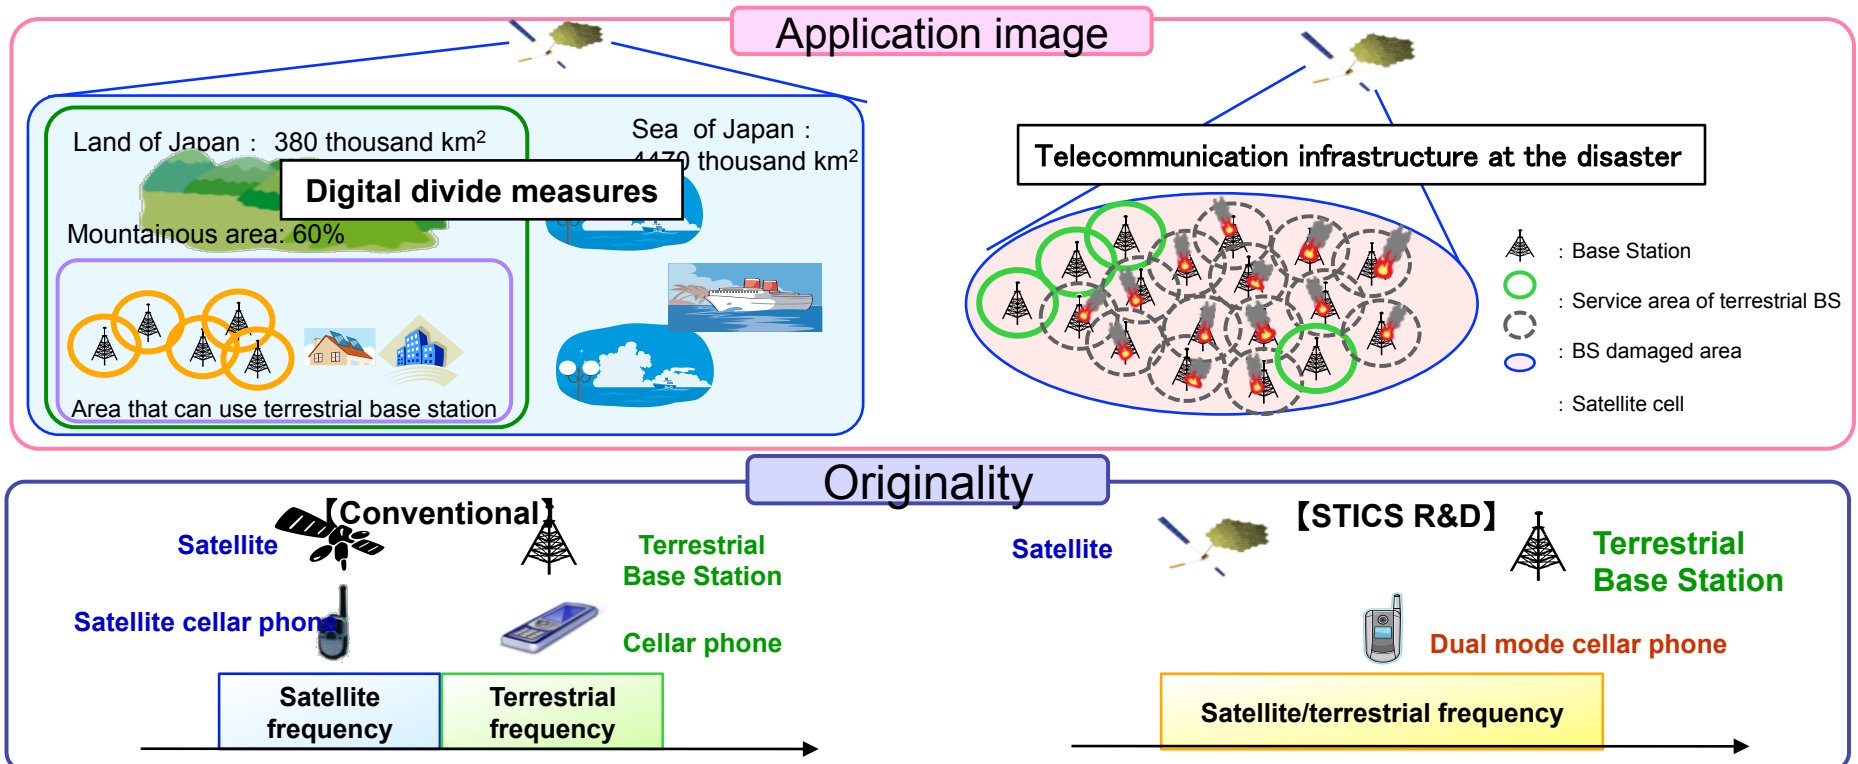 Application image
Land of Japan : 380 thousand km²
Sea of Japan :
4470 thousand km²
Digital divide measures
Mountainous area: 60%
Area that can use terrestrial base station
Telecommunication infrastructure at the disaster
: Base Station
: Service area of terrestrial BS
: BS damaged area
: Satellite cell
Originality
【Conventional】
Satellite
Terrestrial
Base Station
Satellite cellar phone
Cellar phone
Satellite
frequency
Terrestrial
frequency
【STICS R&D】
Satellite
Terrestrial
Base Station
Dual mode cellar phone
Satellite/terrestrial frequency